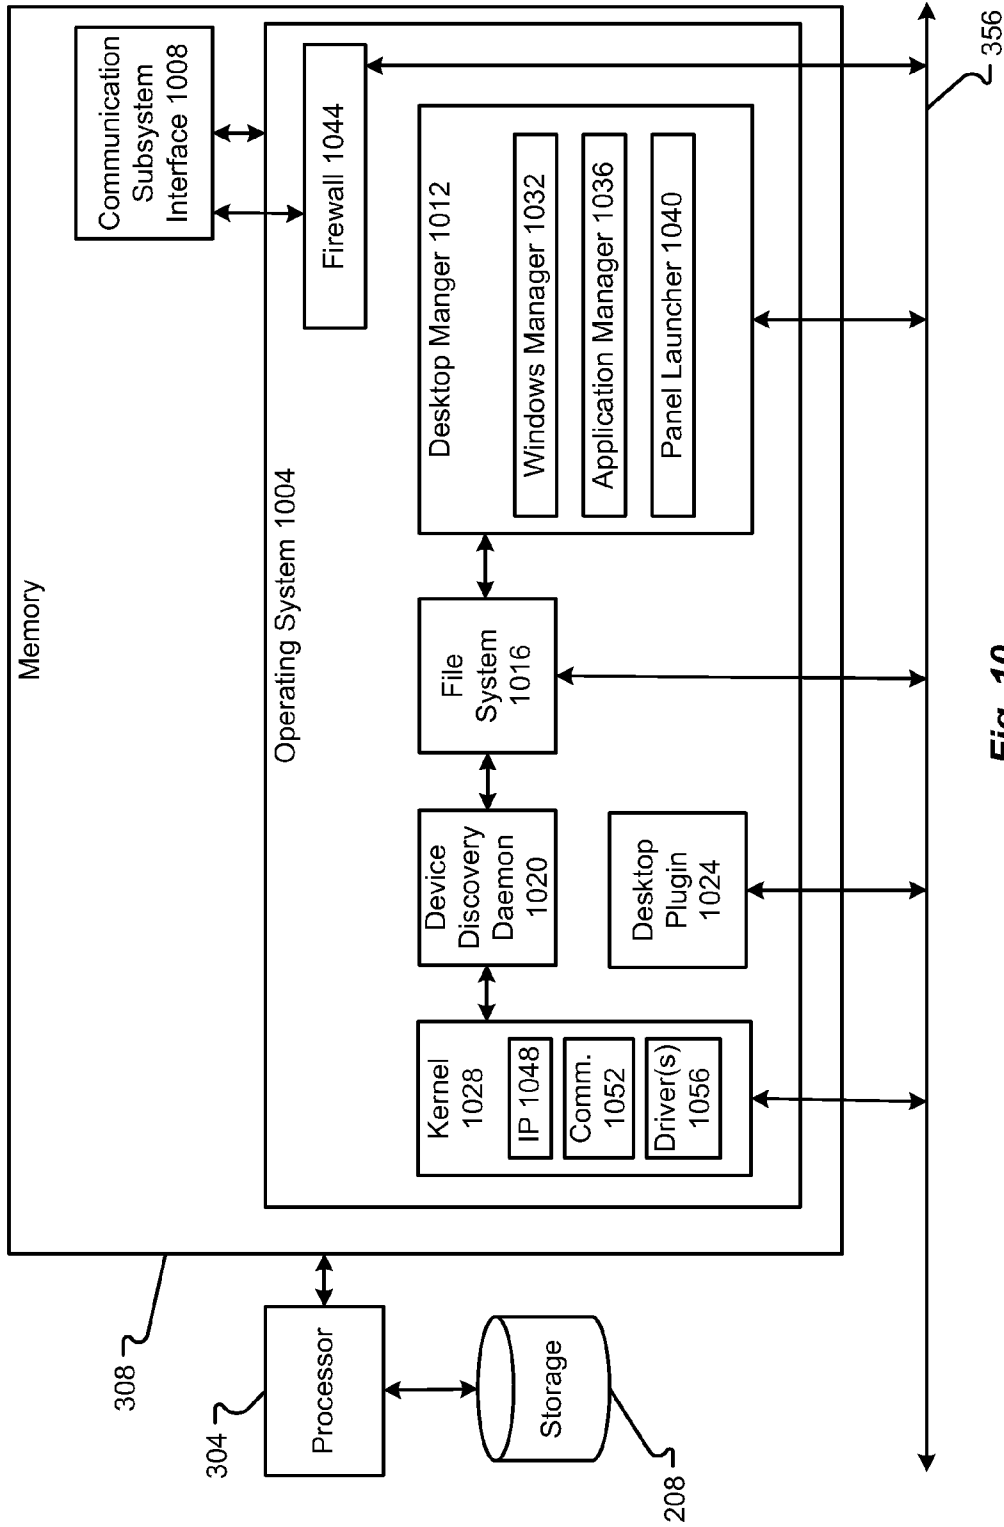 Memory
308
304
Processor
Storage
208
Communication
Subsystem
Interface 1008
Operating System 1004
Firewall 1044
Kernel
1028
IP 1048
Comm.
1052
Driver(s)
1056
Device
Discovery
Daemon
1020
Desktop
Plugin
1024
File
System
1016
Desktop Manger 1012
Windows Manager 1032
Application Manager 1036
Panel Launcher 1040
356
Fig. 10